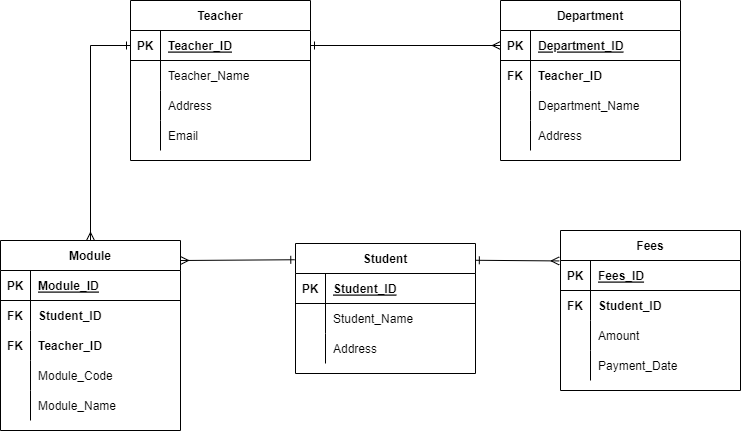 Teacher
PK Teacher_ID
Teacher_Name
Address
Email
Department
PK Department_ID
FK Teacher_ID
Department_Name
Address
Module
PK Module_ID
FK Student_ID
FK Teacher_ID
Module_Code
Module_Name
Student
PK Student_ID
Student_Name
Address
Fees
PK Fees_ID
FK Student_ID
Amount
Payment_Date